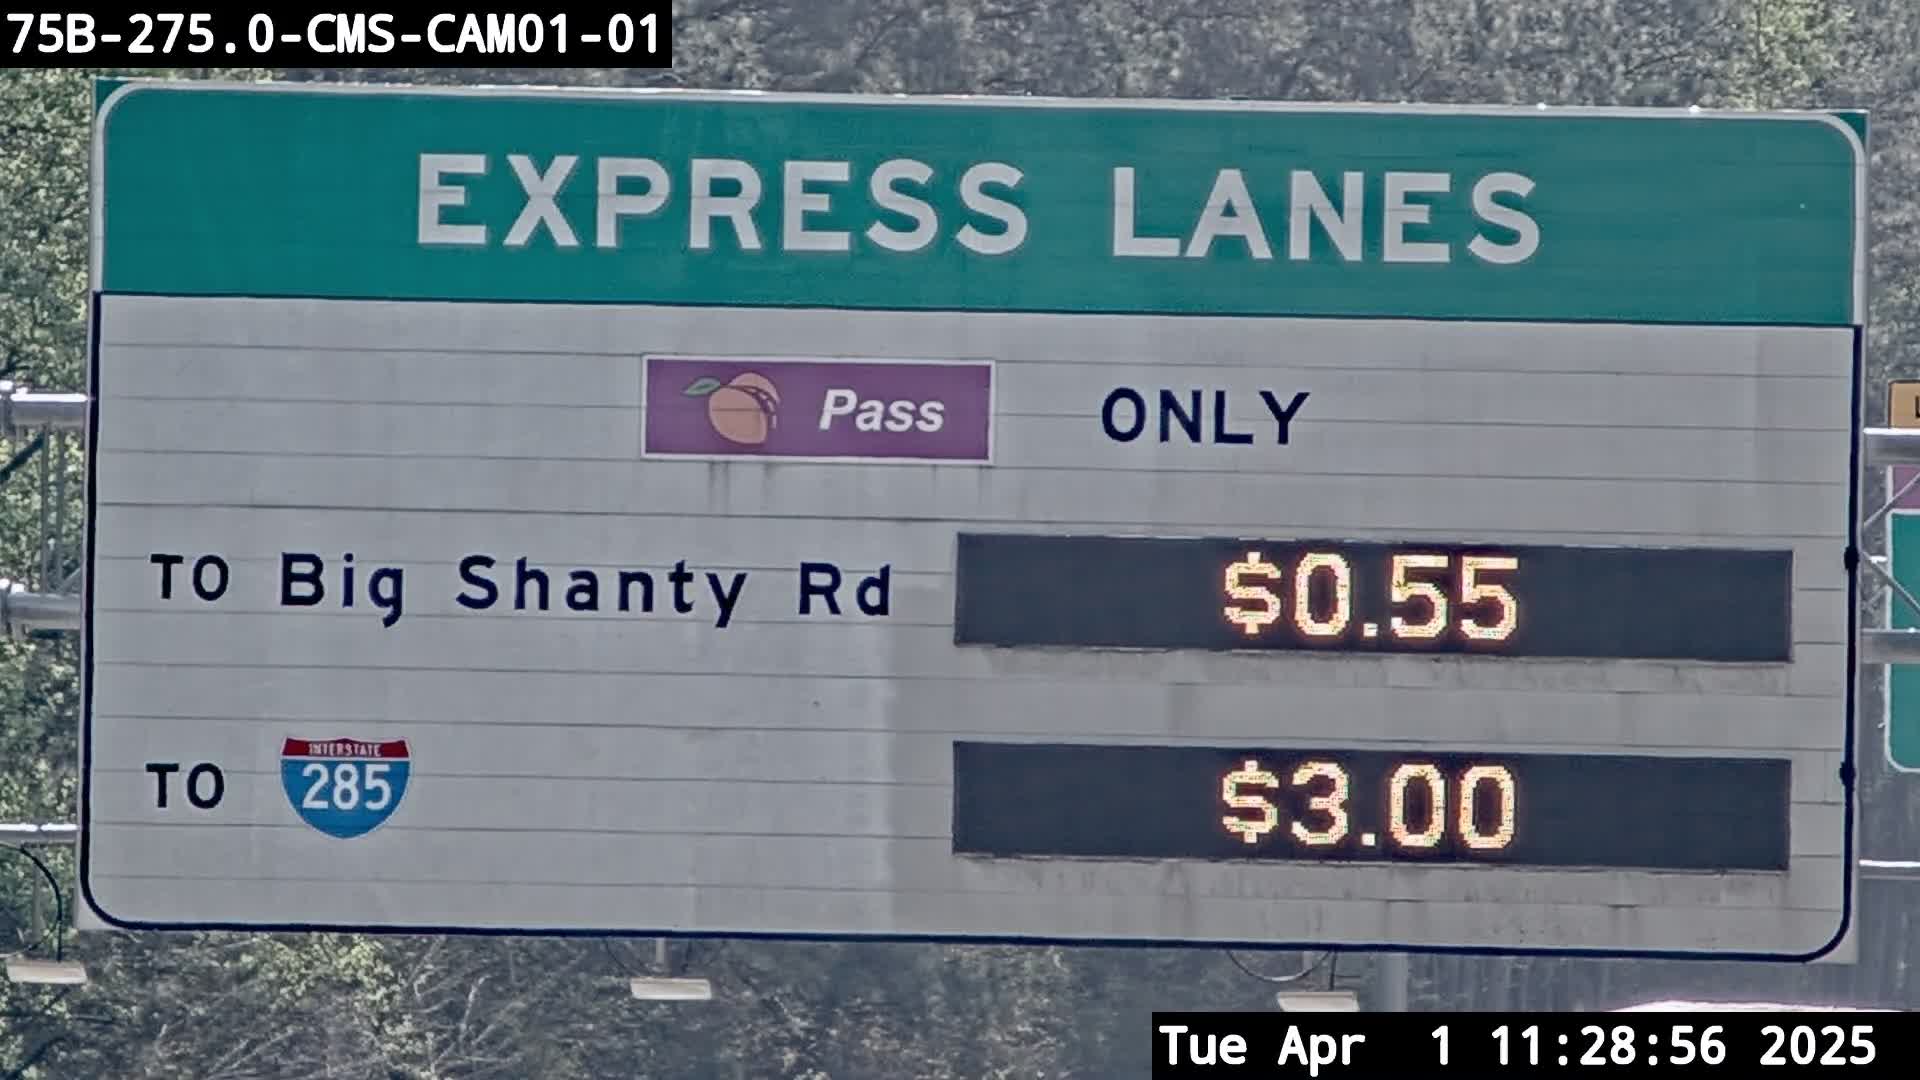 75B-275.0-CMS-CAM01-01
EXPRESS LANES
Pass ONLY
TO Big Shanty Rd $0.55
INTERSTATE
TO 285 $3.00
Tue Apr 1 11:28:56 2025